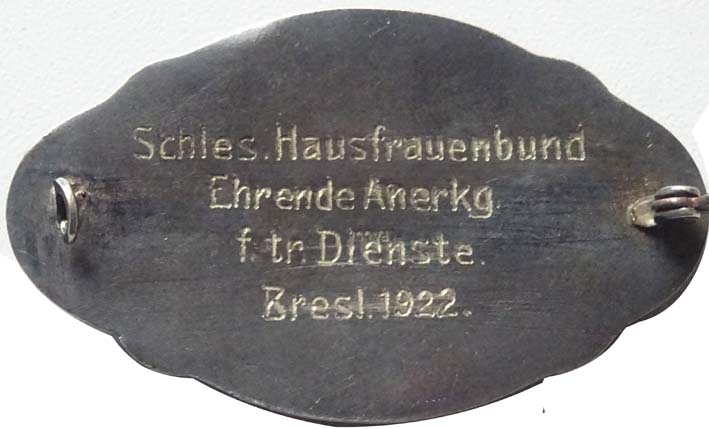 Schles. Hausfrauenbund
Ehrende Anerkg
f. tr. Dienste.
Bresl. 1922.